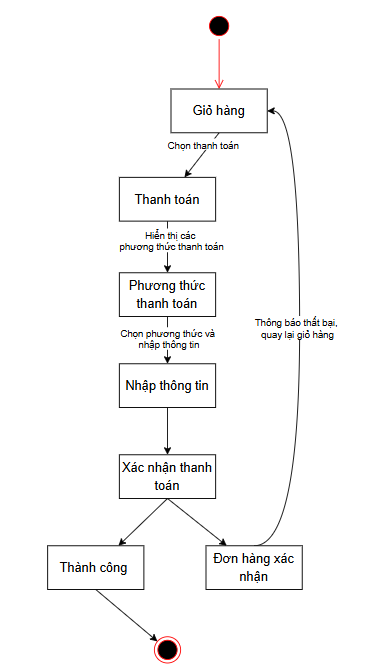 Giỏ hàng
Chọn thanh toán
Thanh toán
Hiển thị các
phương thức thanh toán
Phương thức
thanh toán
Chọn phương thức và
nhập thông tin
Thông báo thất bại,
quay lại giỏ hàng
Nhập thông tin
Xác nhận thanh
toán
Thành công
Đơn hàng xác
nhận